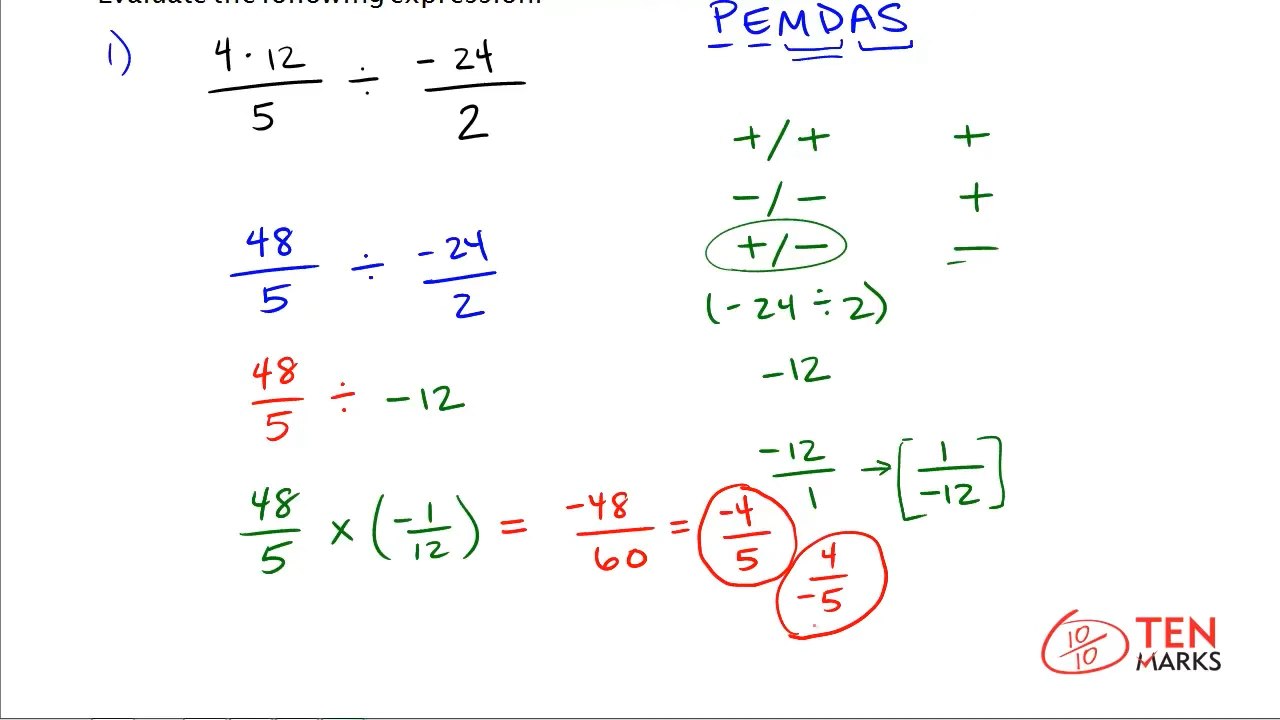 Evaluate the following expression:
PEMDAS
1) 4 · 12 / 5 ÷ -24 / 2
+/+ +
-/- +
+/- -
48 / 5 ÷ -24 / 2
(-24 ÷ 2)
48 / 5 ÷ -12
-12
-12 / 1 → [1 / -12]
48 / 5 x (-1 / 12) = -48 / 60 = -4 / 5
4 / -5
10 / 10 TEN
MARKS